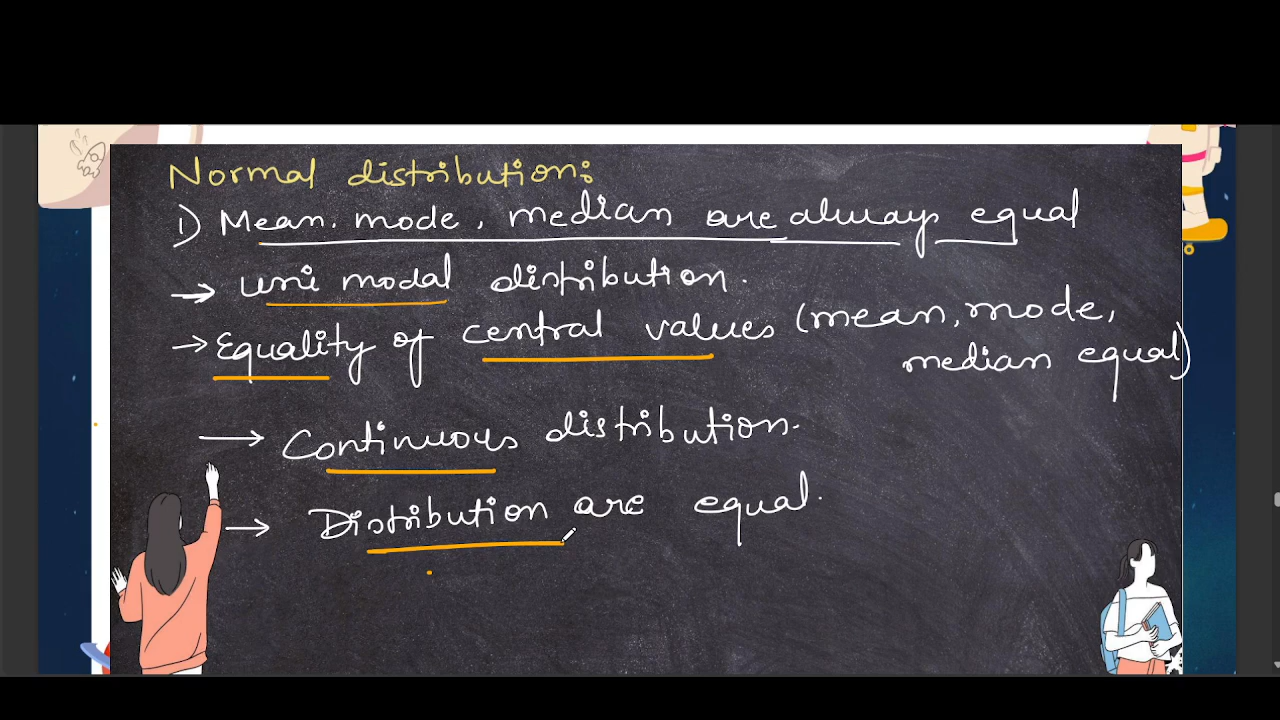 Normal distribution:
1) Mean, mode, median are always equal
→ uni modal distribution.
→ Equality of central values (mean, mode,
median equal)
→ Continuous distribution.
→ Distribution are equal.